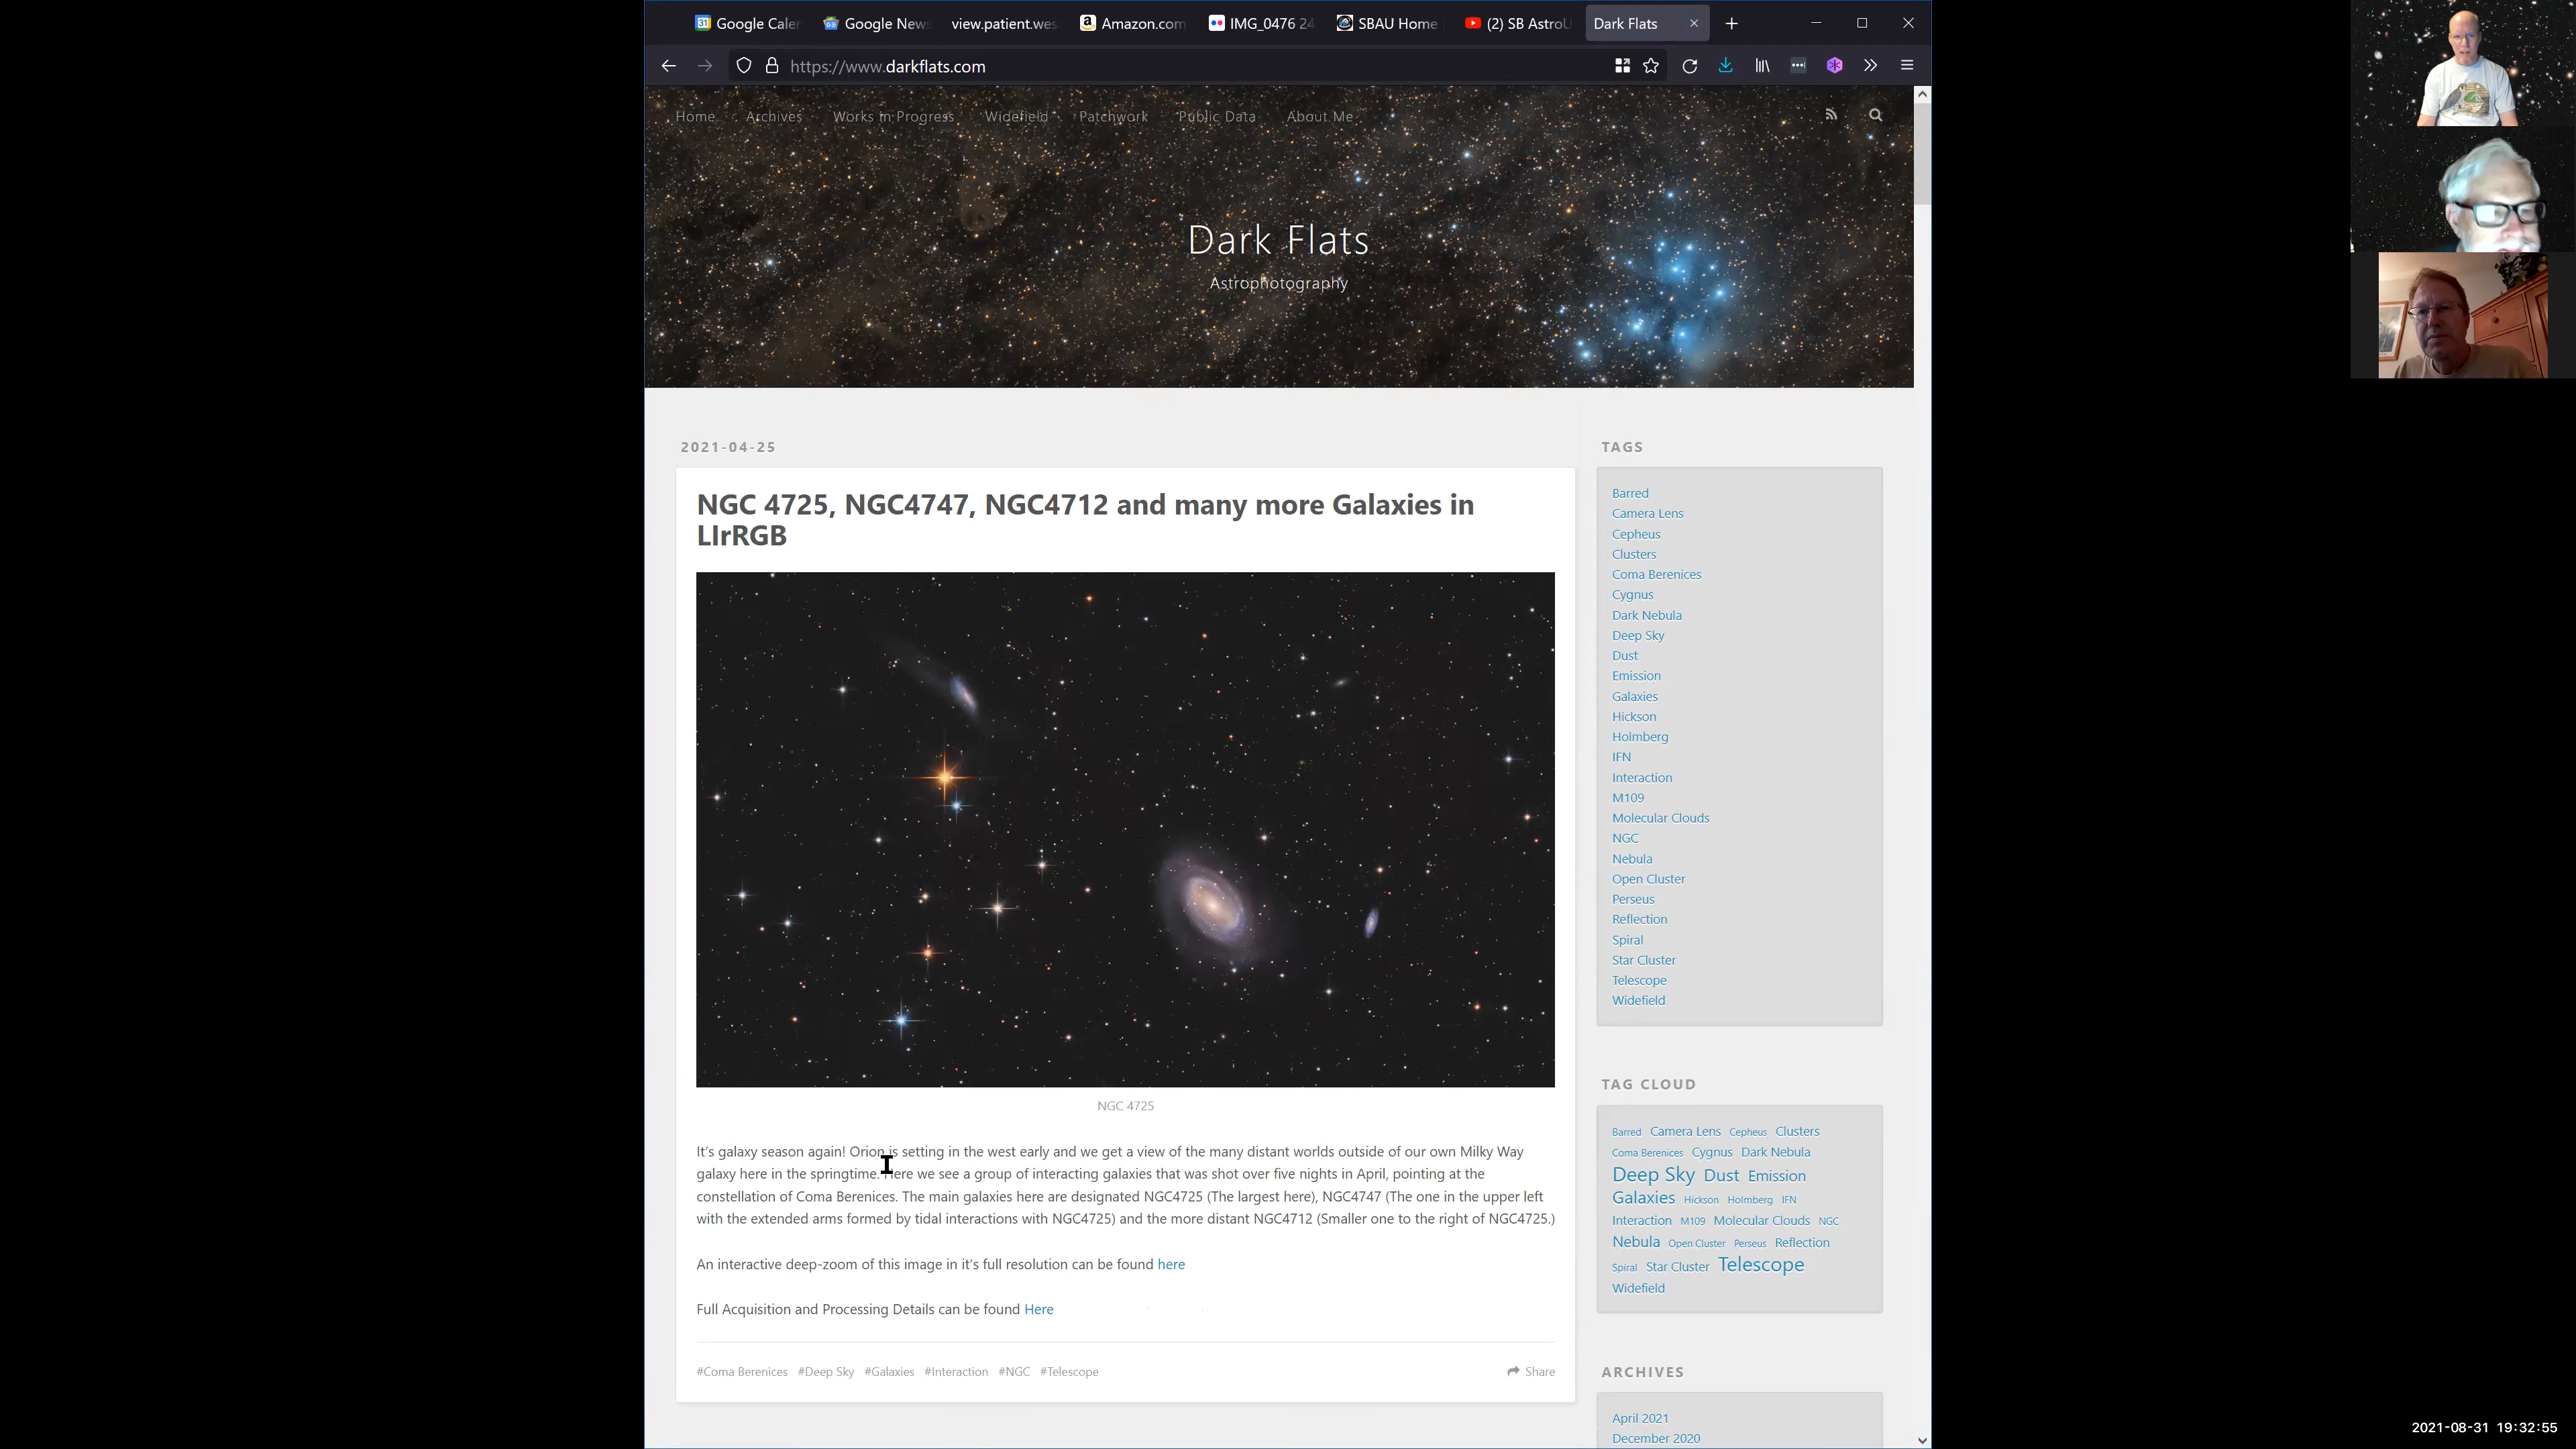 Google Caler
Google News
view.patient.wes
Amazon.com
IMG_0476 24
SBAU Home
(2) SB AstroU
Dark Flats
https://www.darkflats.com
Home Archives Works in Progress Widefield Patchwork Public Data About Me
Dark Flats
Astrophotography
2021-04-25
NGC 4725, NGC4747, NGC4712 and many more Galaxies in
LIrRGB
NGC 4725
It's galaxy season again! Orion is setting in the west early and we get a view of the many distant worlds outside of our own Milky Way
galaxy here in the springtime. Here we see a group of interacting galaxies that was shot over five nights in April, pointing at the
constellation of Coma Berenices. The main galaxies here are designated NGC4725 (The largest here), NGC4747 (The one in the upper left
with the extended arms formed by tidal interactions with NGC4725) and the more distant NGC4712 (Smaller one to the right of NGC4725.)
An interactive deep-zoom of this image in it's full resolution can be found here
Full Acquisition and Processing Details can be found Here
#Coma Berenices #Deep Sky #Galaxies #Interaction #NGC #Telescope
Share
TAGS
Barred
Camera Lens
Cepheus
Clusters
Coma Berenices
Cygnus
Dark Nebula
Deep Sky
Dust
Emission
Galaxies
Hickson
Holmberg
IFN
Interaction
M109
Molecular Clouds
NGC
Nebula
Open Cluster
Perseus
Reflection
Spiral
Star Cluster
Telescope
Widefield
TAG CLOUD
Barred Camera Lens Cepheus Clusters
Coma Berenices Cygnus Dark Nebula
Deep Sky Dust Emission
Galaxies Hickson Holmberg IFN
Interaction M109 Molecular Clouds NGC
Nebula Open Cluster Perseus Reflection
Spiral Star Cluster Telescope
Widefield
ARCHIVES
April 2021
December 2020
2021-08-31 19:32:55